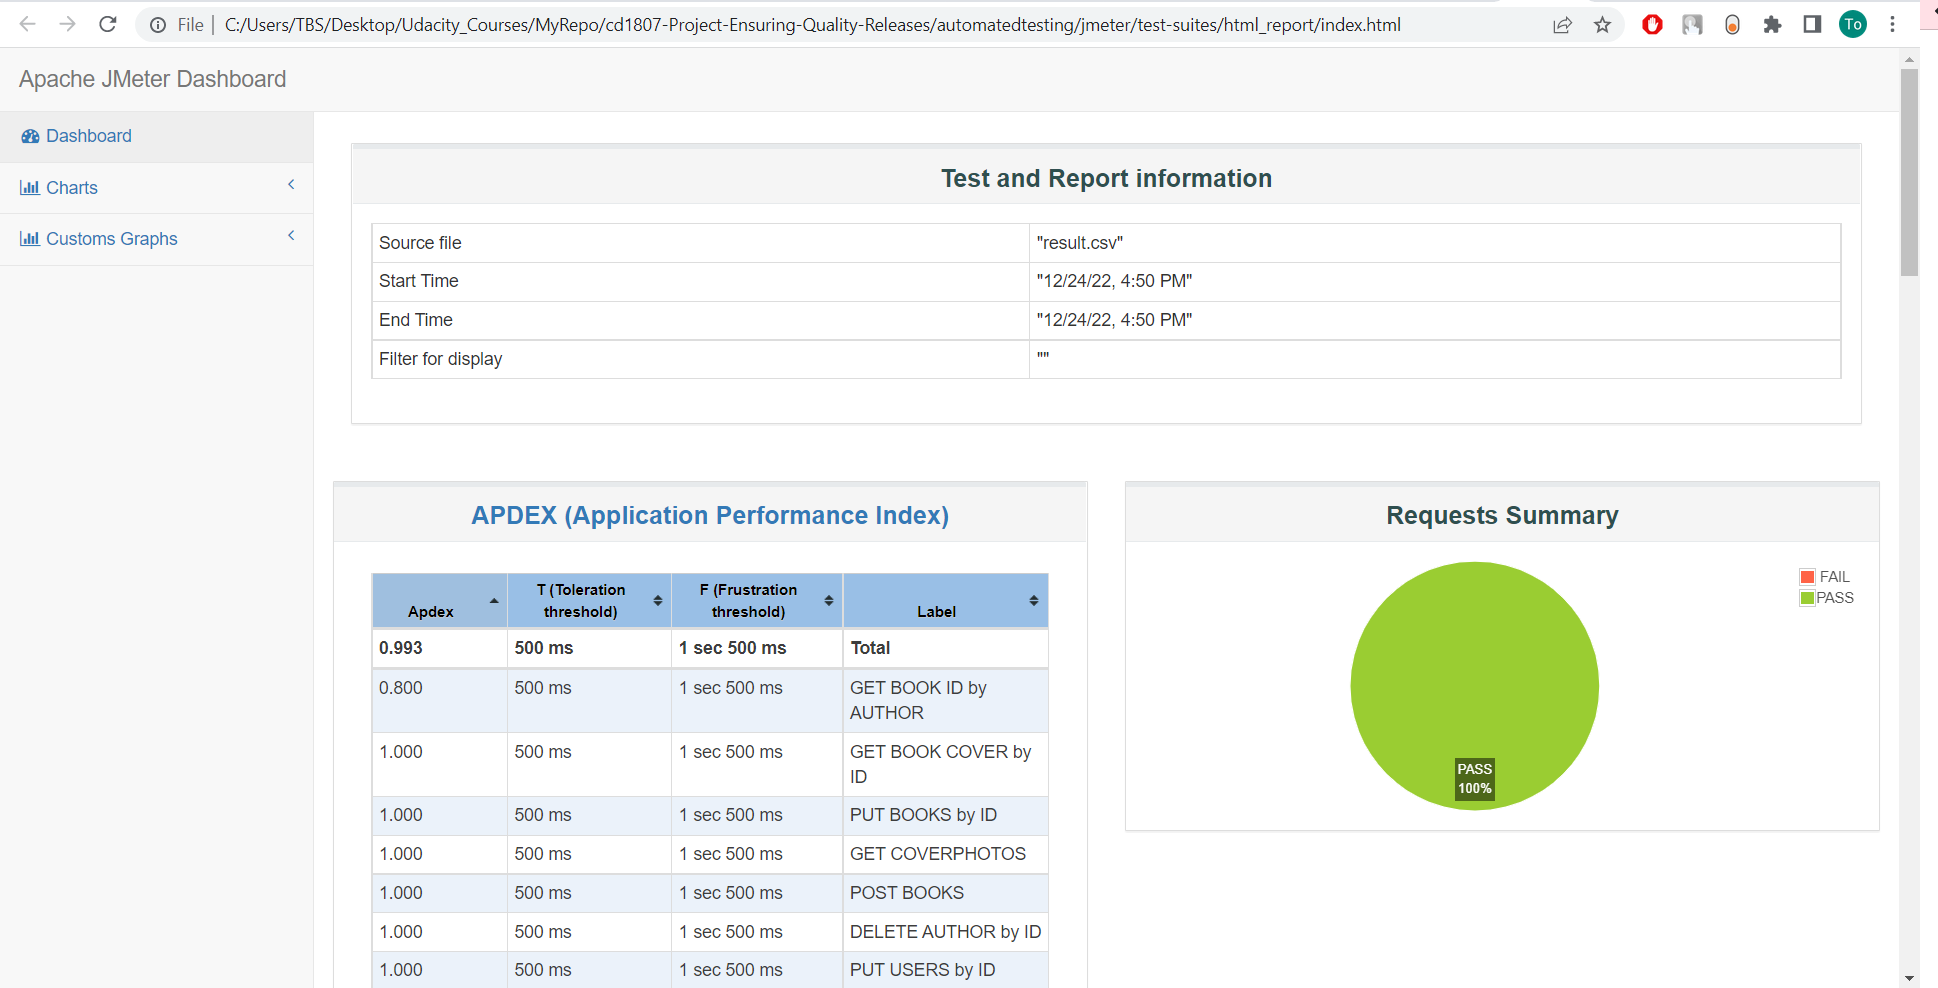 File | C:/Users/TBS/Desktop/Udacity_Courses/MyRepo/cd1807-Project-Ensuring-Quality-Releases/automatedtesting/jmeter/test-suites/html_report/index.html
To
Apache JMeter Dashboard
Dashboard
Charts
Customs Graphs
Test and Report information
Source file "result.csv"
Start Time "12/24/22, 4:50 PM"
End Time "12/24/22, 4:50 PM"
Filter for display ""
APDEX (Application Performance Index)
T (Toleration F (Frustration
Apdex threshold) threshold) Label
0.993 500 ms 1 sec 500 ms Total
0.800 500 ms 1 sec 500 ms GET BOOK ID by
AUTHOR
1.000 500 ms 1 sec 500 ms GET BOOK COVER by
ID
1.000 500 ms 1 sec 500 ms PUT BOOKS by ID
1.000 500 ms 1 sec 500 ms GET COVERPHOTOS
1.000 500 ms 1 sec 500 ms POST BOOKS
1.000 500 ms 1 sec 500 ms DELETE AUTHOR by ID
1.000 500 ms 1 sec 500 ms PUT USERS by ID
Requests Summary
FAIL
PASS
PASS
100%